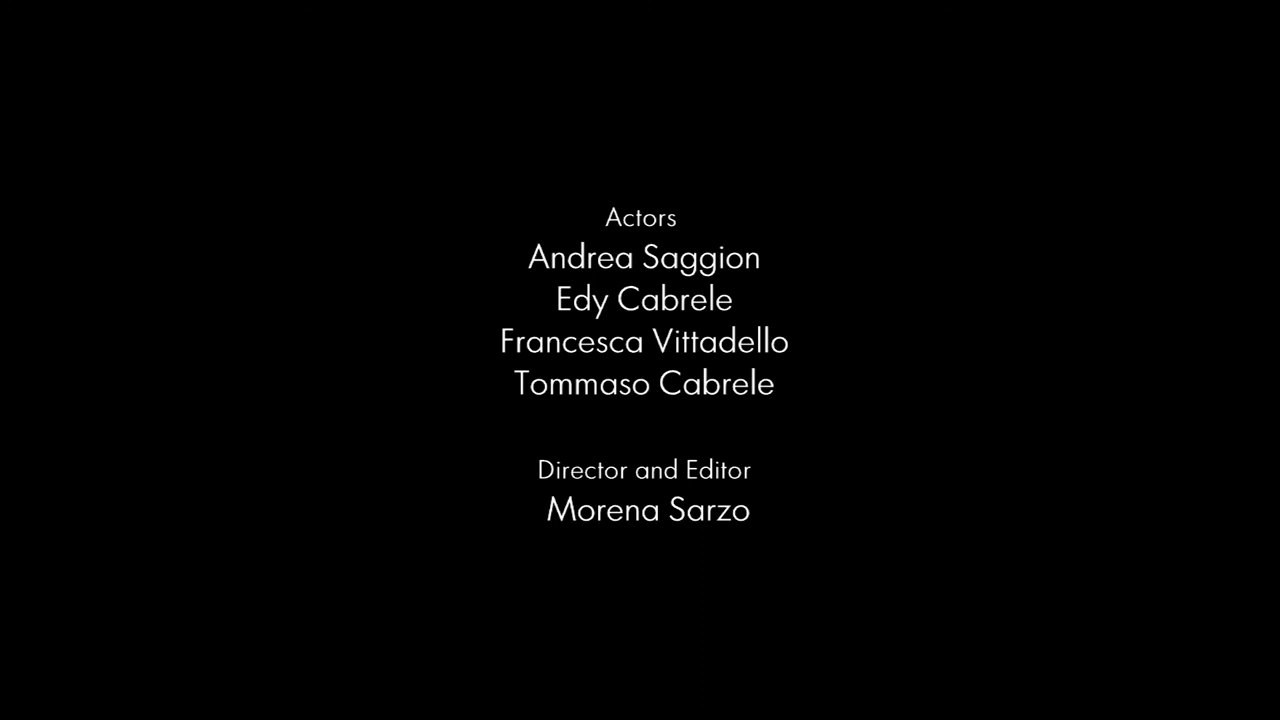 Actors
Andrea Saggion
Edy Cabrele
Francesca Vittadello
Tommaso Cabrele
Director and Editor
Morena Sarzo